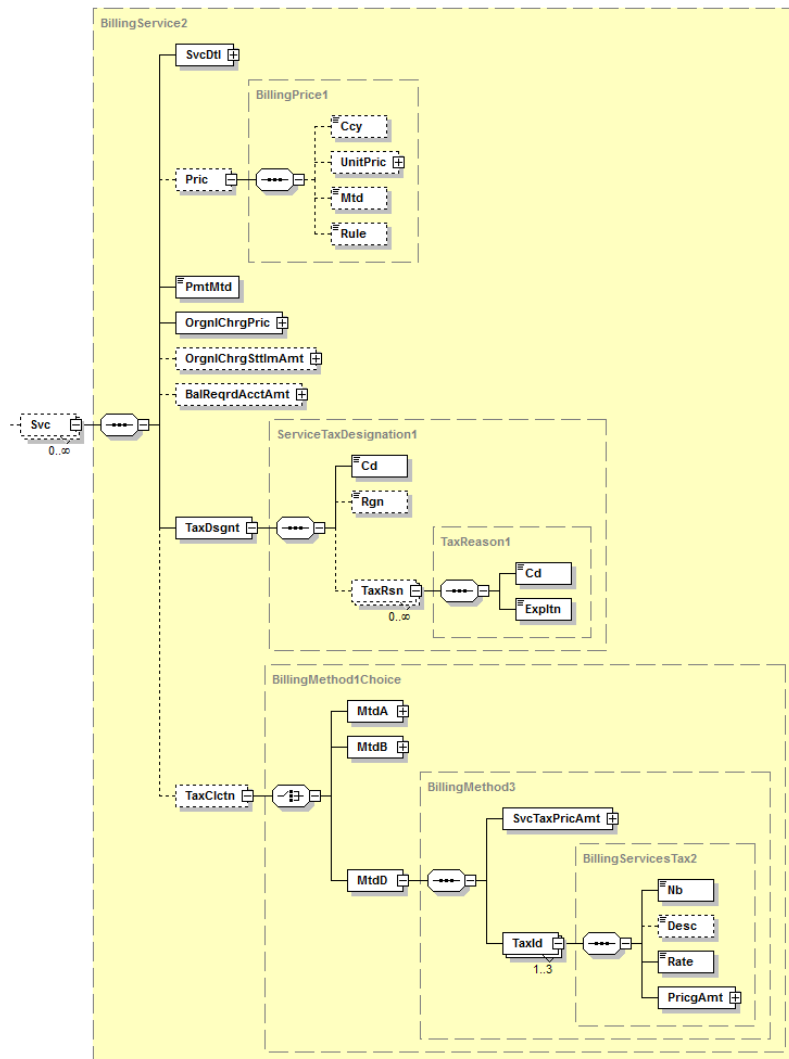 BillingService2
SvcDtl
BillingPrice1
Ccy
UnitPric
Pric
Mtd
Rule
PmtMtd
OrgnlChrgPric
OrgnlChrgSttlmAmt
BalReqrdAcctAmt
Svc
0..∞
ServiceTaxDesignation1
Cd
Rgn
TaxDsgnt
TaxReason1
Cd
TaxRsn
0..∞
Expltn
BillingMethod1Choice
MtdA
MtdB
TaxClctn
BillingMethod3
SvcTaxPricAmt
MtdD
BillingServicesTax2
Nb
Desc
TaxId
1..3
Rate
PricgAmt